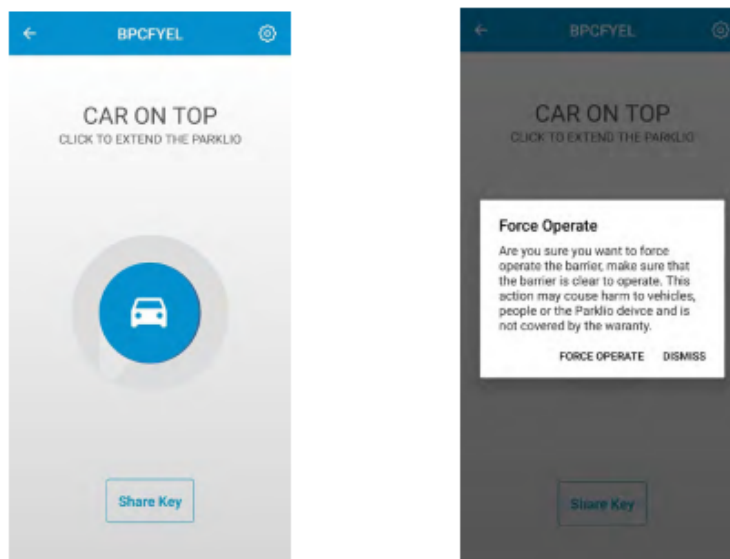 BPCFYEL
CAR ON TOP
CLICK TO EXTEND THE PARKLIO
Share Key
BPCFYEL
CAR ON TOP
CLICK TO EXTEND THE PARKLIO
Force Operate
Are you sure you want to force
operate the barrier, make sure that
the barrier is clear to operate. This
action may couse harm to vehicles,
people or the Parklio deivce and is
not covered by the waranty.
FORCE OPERATE DISMISS
Share Key